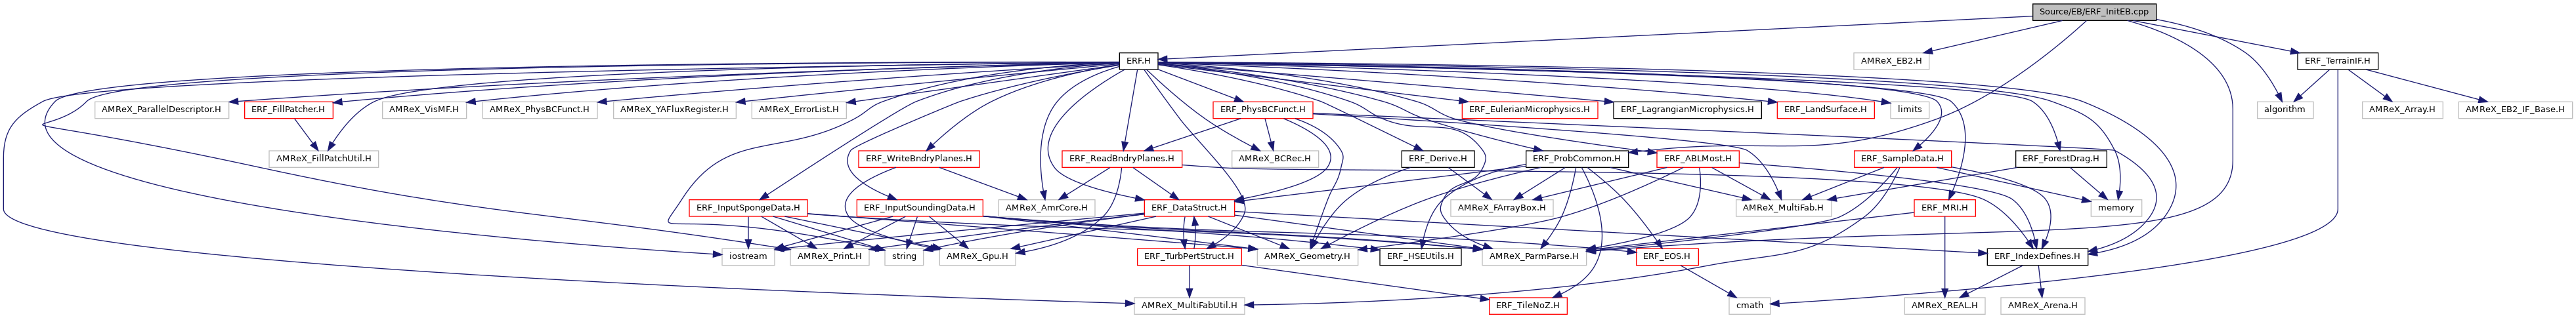 Source/EB/ERF_InitEB.cpp
ERF.H
AMReX_EB2.H
ERF_TerrainIF.H
AMReX_ParallelDescriptor.H
ERF_FillPatcher.H
AMReX_VisMF.H
AMReX_PhysBCFunct.H
AMReX_YAFluxRegister.H
AMReX_ErrorList.H
ERF_PhysBCFunct.H
ERF_EulerianMicrophysics.H
ERF_LagrangianMicrophysics.H
ERF_LandSurface.H
limits
algorithm
AMReX_Array.H
AMReX_EB2_IF_Base.H
AMReX_FillPatchUtil.H
ERF_WriteBndryPlanes.H
ERF_ReadBndryPlanes.H
AMReX_BCRec.H
ERF_Derive.H
ERF_ProbCommon.H
ERF_ABLMost.H
ERF_SampleData.H
ERF_ForestDrag.H
ERF_InputSpongeData.H
ERF_InputSoundingData.H
AMReX_AmrCore.H
ERF_DataStruct.H
AMReX_FArrayBox.H
AMReX_MultiFab.H
ERF_MRI.H
memory
iostream
AMReX_Print.H
string
AMReX_Gpu.H
ERF_TurbPertStruct.H
AMReX_Geometry.H
ERF_HSEUtils.H
AMReX_ParmParse.H
ERF_EOS.H
ERF_IndexDefines.H
AMReX_MultiFabUtil.H
ERF_TileNoZ.H
cmath
AMReX_REAL.H
AMReX_Arena.H